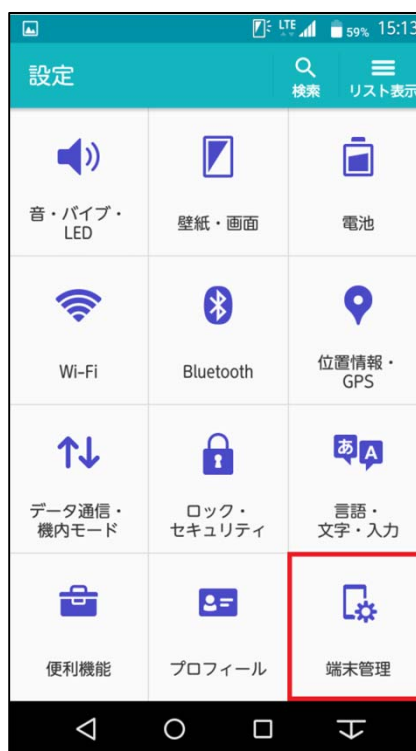 LTE 59% 15:13
設定
検索 リスト表示
音・バイブ・
LED
壁紙・画面
電池
Wi-Fi
Bluetooth
位置情報・
GPS
データ通信・
機内モード
ロック・
セキュリティ
あ A
言語・
文字・入力
便利機能
プロフィール
端末管理